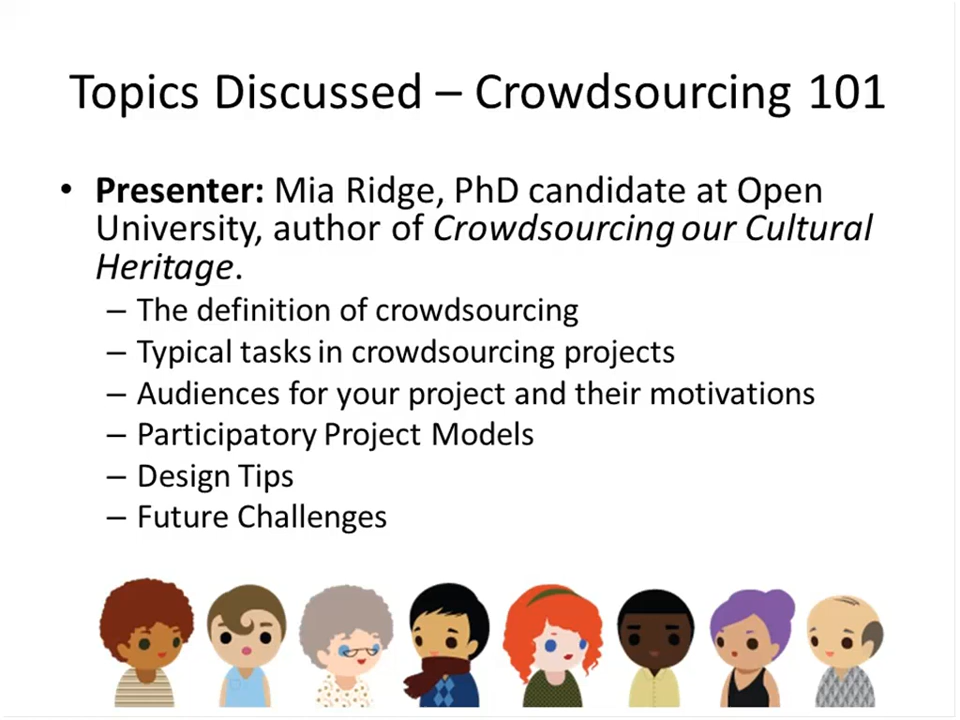 Topics Discussed – Crowdsourcing 101
• Presenter: Mia Ridge, PhD candidate at Open
University, author of Crowdsourcing our Cultural
Heritage.
– The definition of crowdsourcing
– Typical tasks in crowdsourcing projects
– Audiences for your project and their motivations
– Participatory Project Models
– Design Tips
– Future Challenges